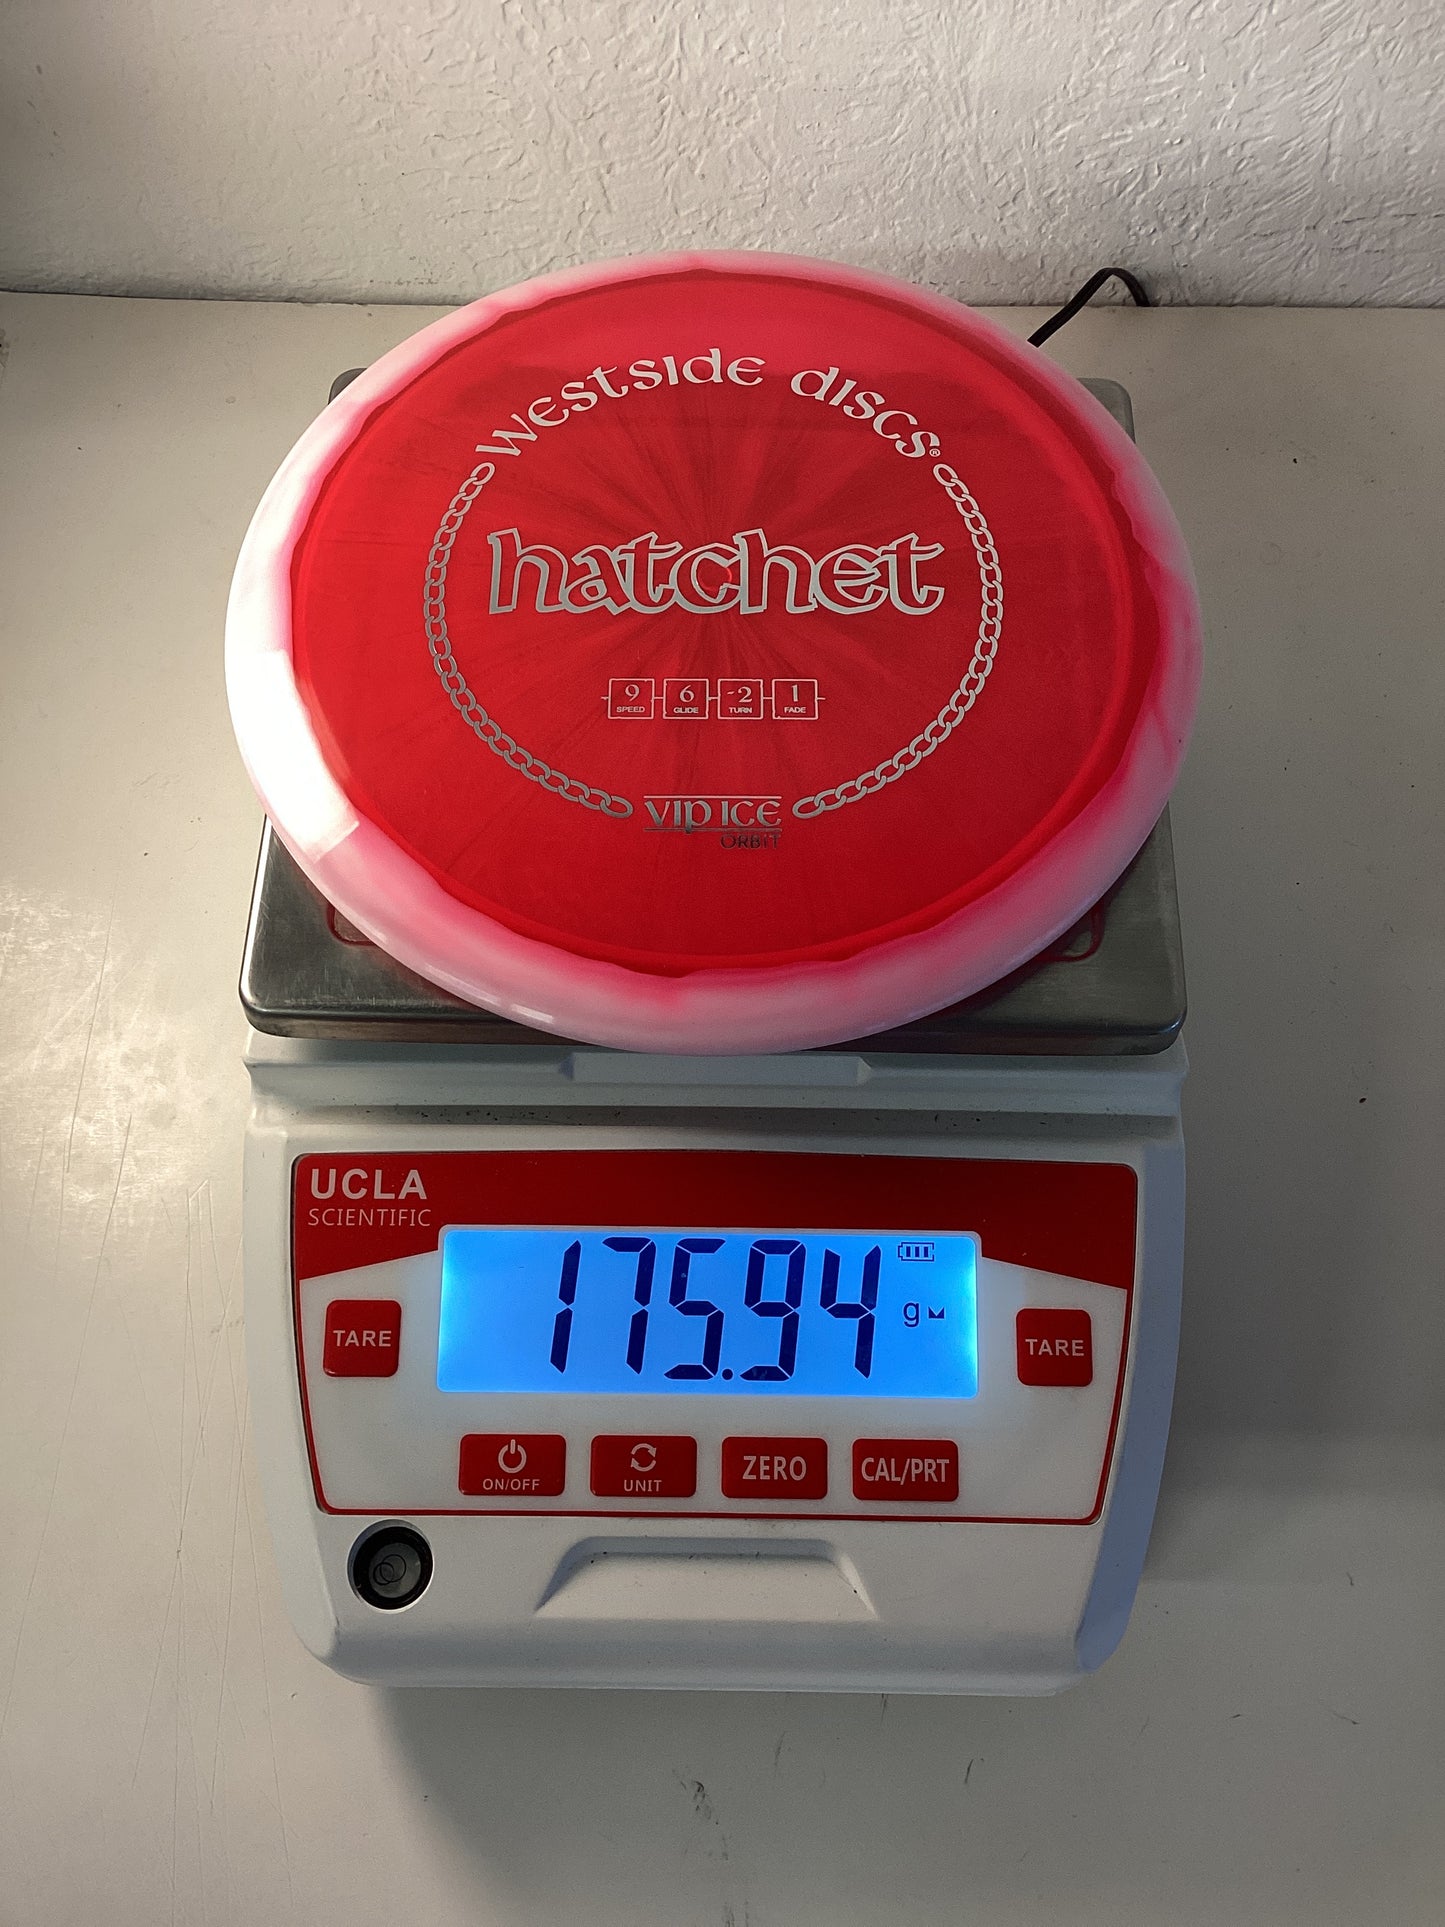 westside discs®
hatchet
9 6 -2 1
SPEED GLIDE TURN FADE
VIP ICE
ORBIT
UCLA
SCIENTIFIC
175.94 g
TARE TARE
ON/OFF UNIT ZERO CAL/PRT